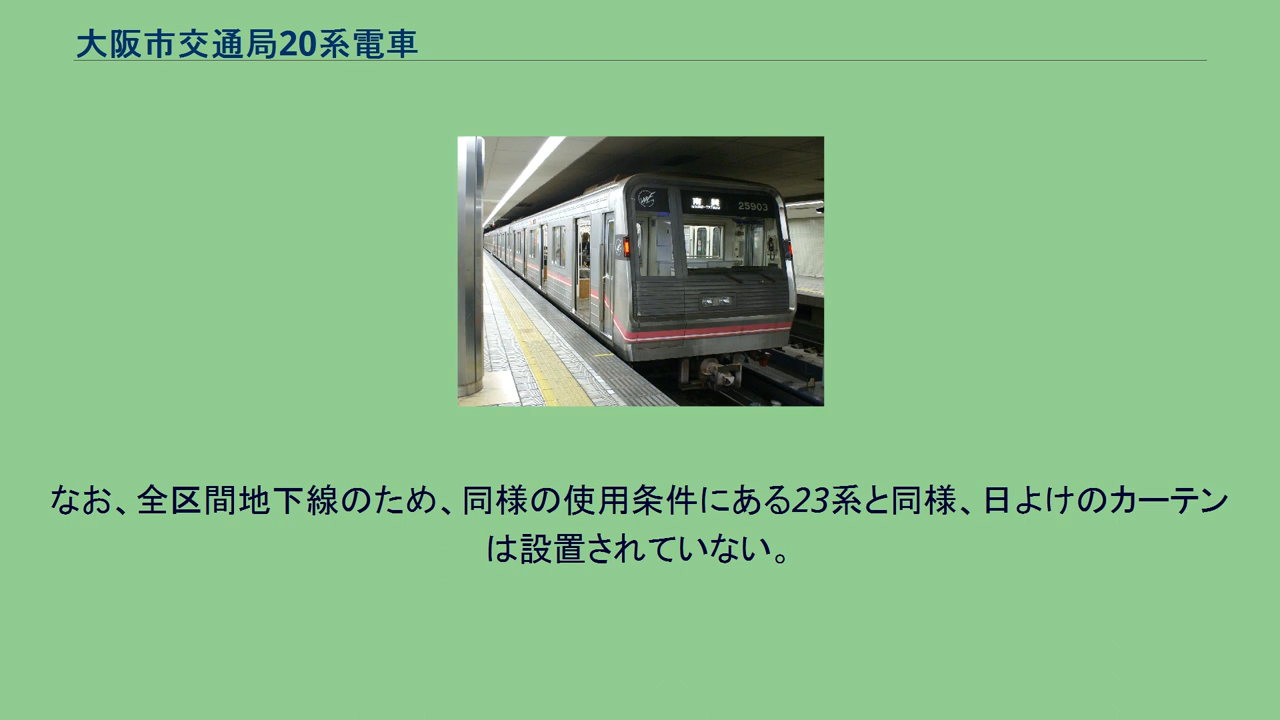 大阪市交通局20系電車
25903
なお、全区間地下線のため、同様の使用条件にある23系と同様、日よけのカーテン
は設置されていない。